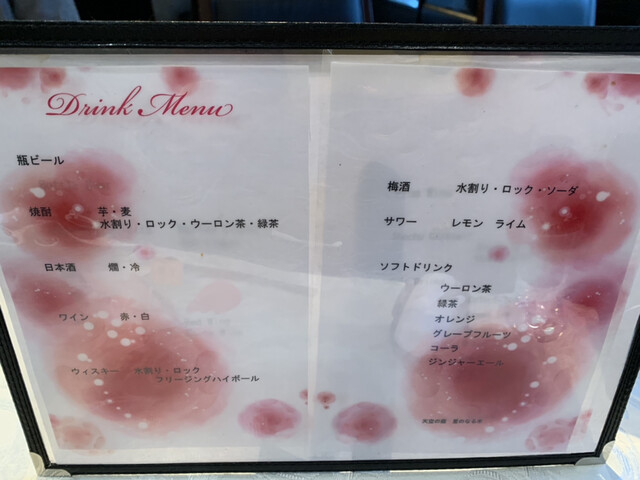 Drink Menu
瓶ビール
焼酎 芋・麦
水割り・ロック・ウーロン茶・緑茶
日本酒 燗・冷
ワイン 赤・白
ウィスキー 水割り・ロック
フリージングハイボール
梅酒 水割り・ロック・ソーダ
サワー レモン ライム
ソフトドリンク
ウーロン茶
緑茶
オレンジ
グレープフルーツ
コーラ
ジンジャーエール